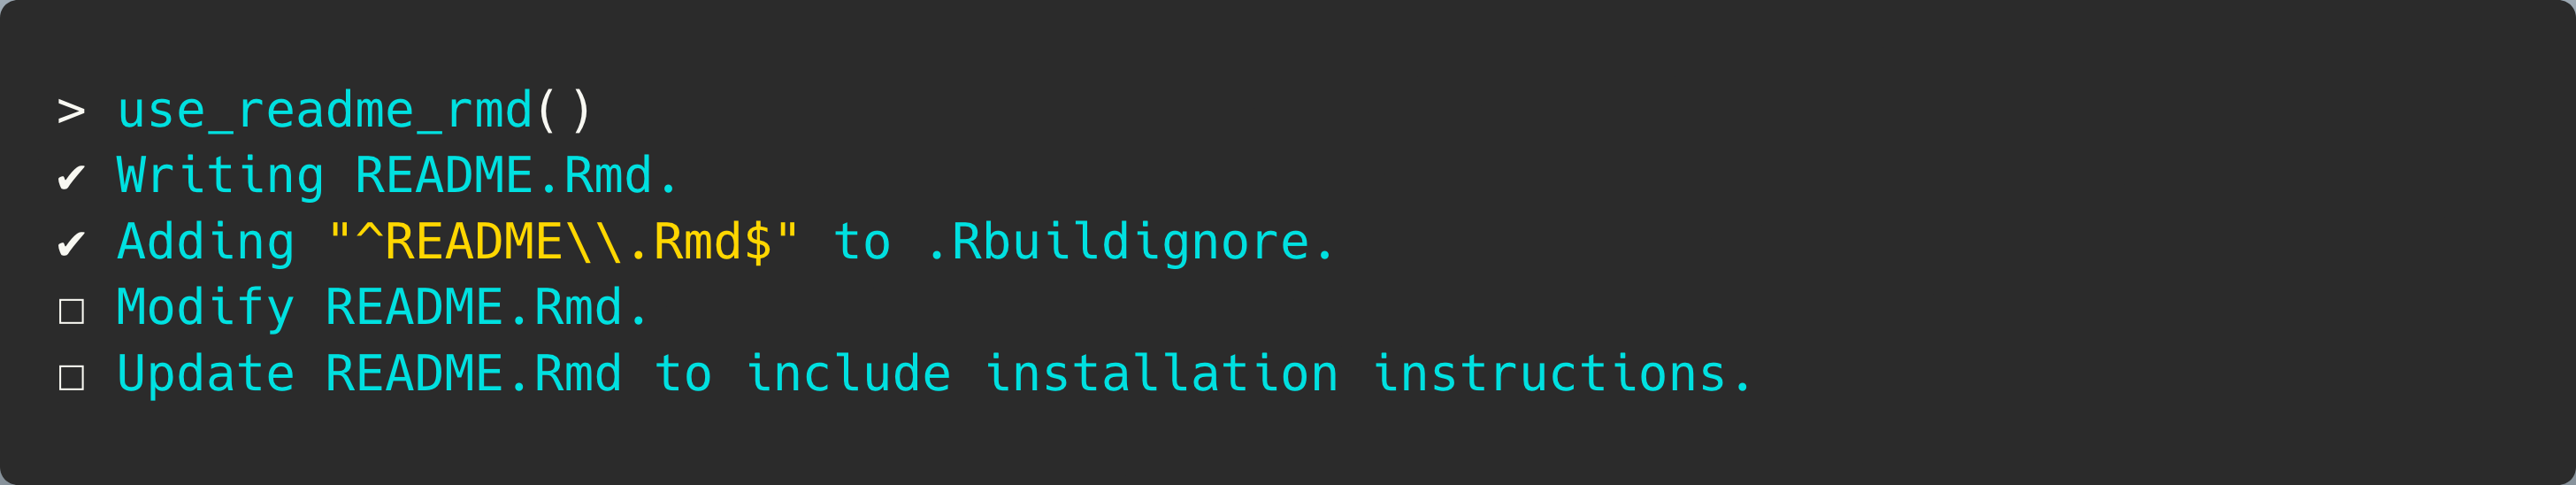 > use_readme_rmd()
✔ Writing README.Rmd.
✔ Adding "^README\\.Rmd$" to .Rbuildignore.
☐ Modify README.Rmd.
☐ Update README.Rmd to include installation instructions.